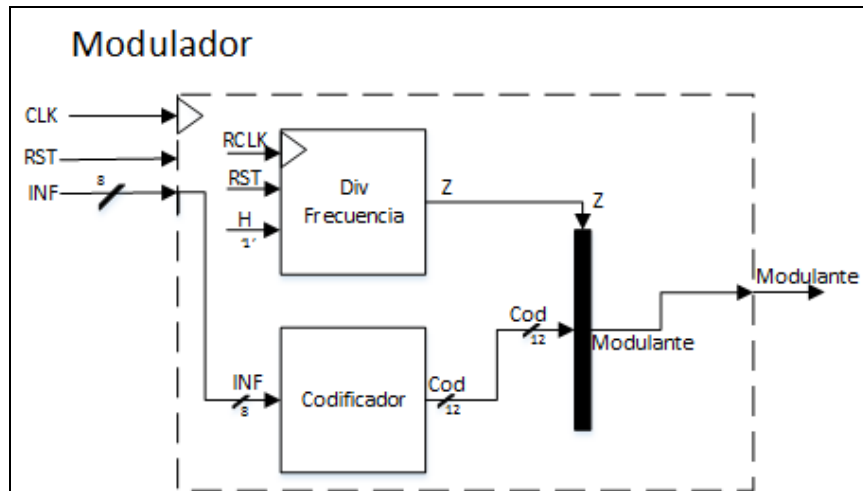 Modulador
CLK
RST
INF
8
RCLK
RST
H
'1'
Div
Frecuencia
Z
Z
Modulante
Cod
12
Modulante
INF
8
Codificador
Cod
12